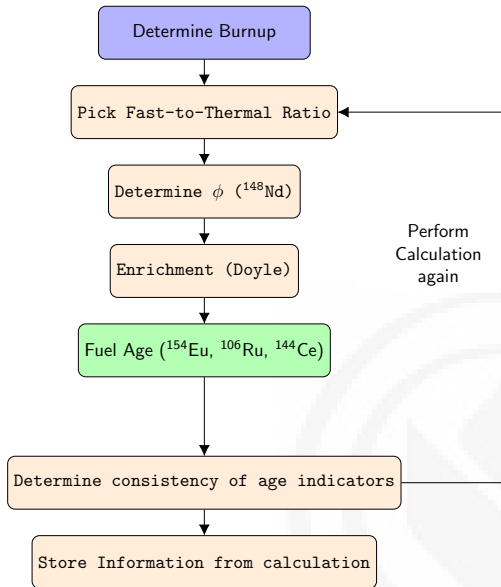 Determine Burnup
Pick Fast-to-Thermal Ratio
Determine ϕ (¹⁴⁸Nd)
Enrichment (Doyle)
Perform
Calculation
again
Fuel Age (¹⁵⁴Eu, ¹⁰⁶Ru, ¹⁴⁴Ce)
Determine consistency of age indicators
Store Information from calculation